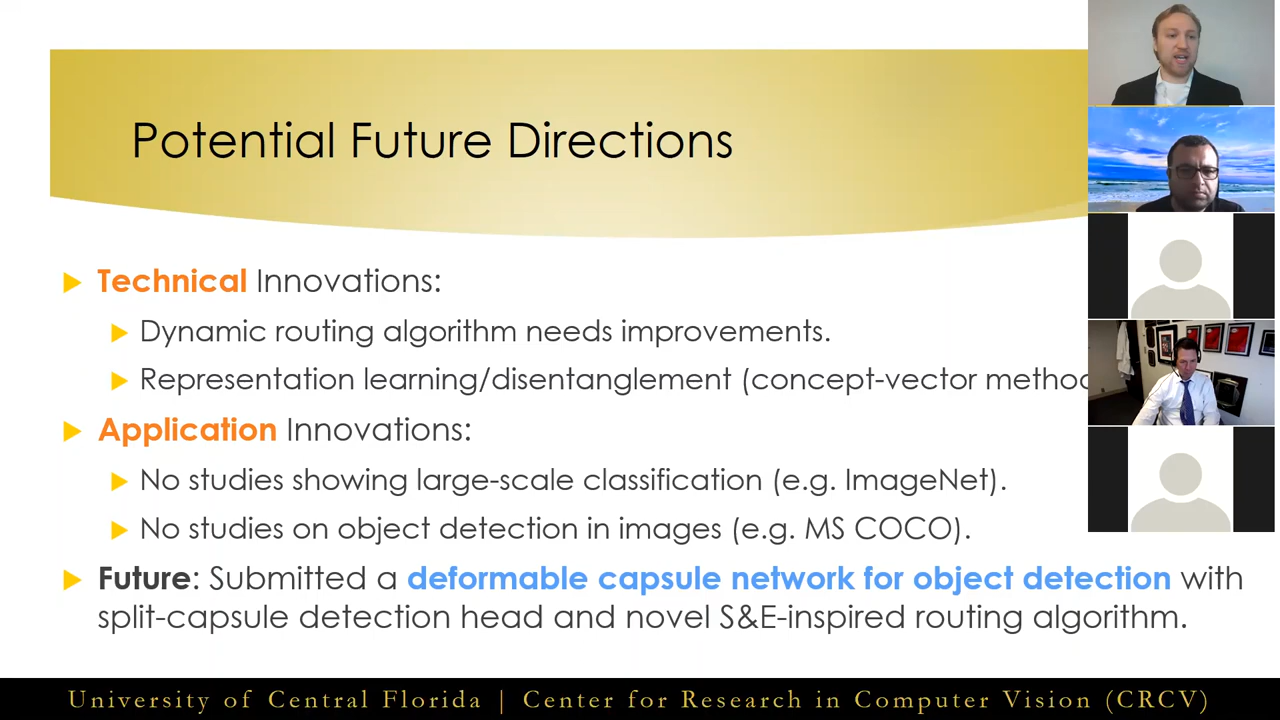 Potential Future Directions
Technical Innovations:
Dynamic routing algorithm needs improvements.
Representation learning/disentanglement (concept-vector
Application Innovations:
No studies showing large-scale classification (e.g. ImageNet).
No studies on object detection in images (e.g. MS COCO).
Future: Submitted a deformable capsule network for object detection with
split-capsule detection head and novel S&E-inspired routing algorithm.
University of Central Florida | Center for Research in Computer Vision (CRCV)